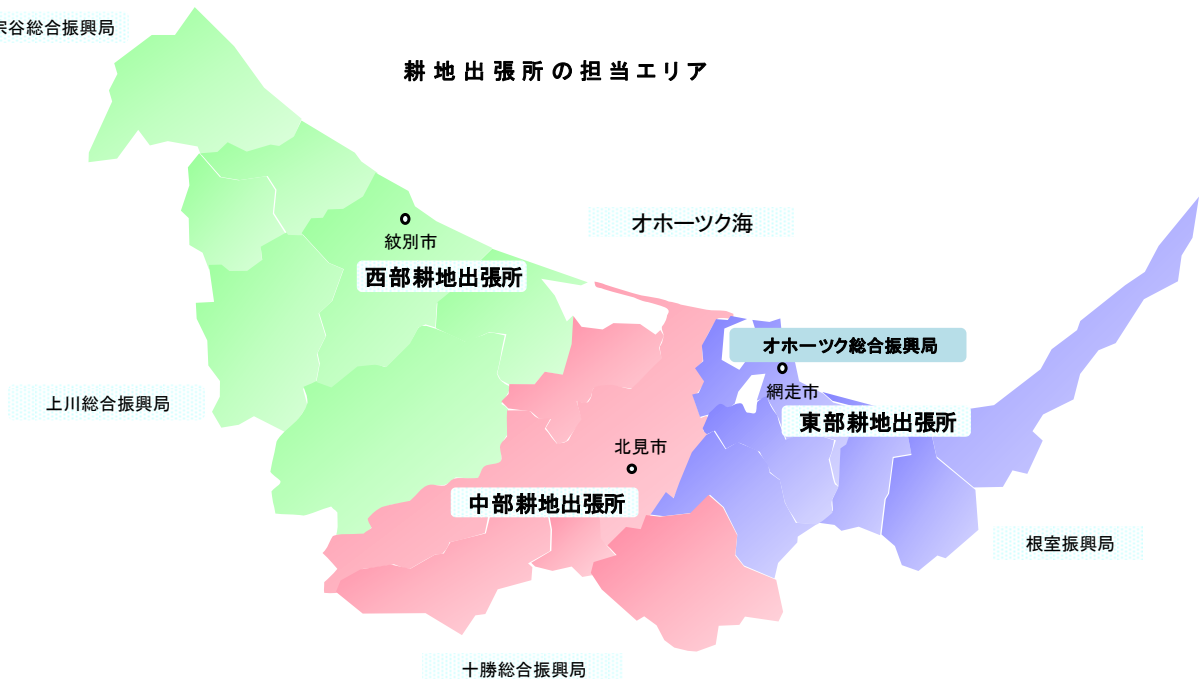 宗谷総合振興局
耕地出張所の担当エリア
オホーツク海
紋別市
西部耕地出張所
オホーツク総合振興局
網走市
上川総合振興局
東部耕地出張所
北見市
中部耕地出張所
根室振興局
十勝総合振興局